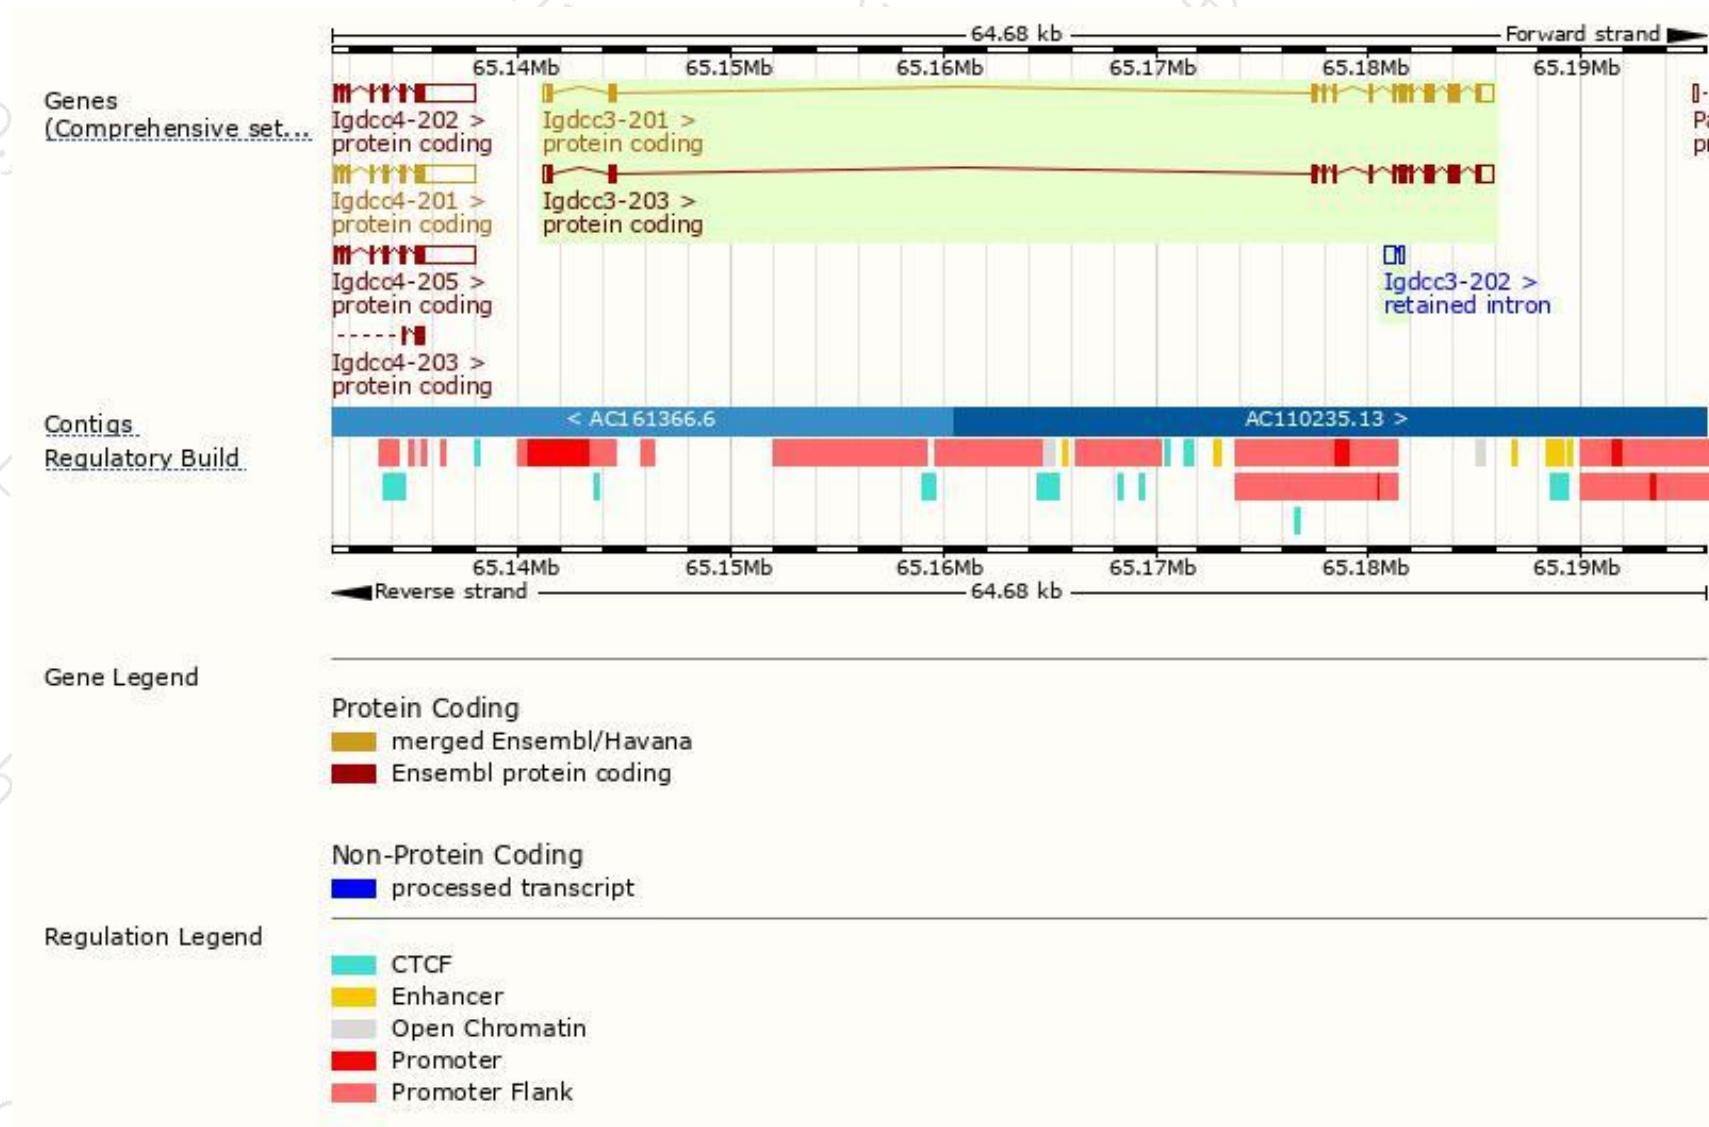 64.68 kb Forward strand
65.14Mb 65.15Mb 65.16Mb 65.17Mb 65.18Mb 65.19Mb
Genes
(Comprehensive set...
Igdcc4-202 >
protein coding
Igdcc3-201 >
protein coding
Igdcc4-201 >
protein coding
Igdcc3-203 >
protein coding
Igdcc4-205 >
protein coding
Igdcc3-202 >
retained intron
Igdcc4-203 >
protein coding
Contigs
< AC161366.6 AC110235.13 >
Regulatory Build
65.14Mb 65.15Mb 65.16Mb 65.17Mb 65.18Mb 65.19Mb
Reverse strand 64.68 kb
Gene Legend
Protein Coding
merged Ensembl/Havana
Ensembl protein coding
Non-Protein Coding
processed transcript
Regulation Legend
CTCF
Enhancer
Open Chromatin
Promoter
Promoter Flank